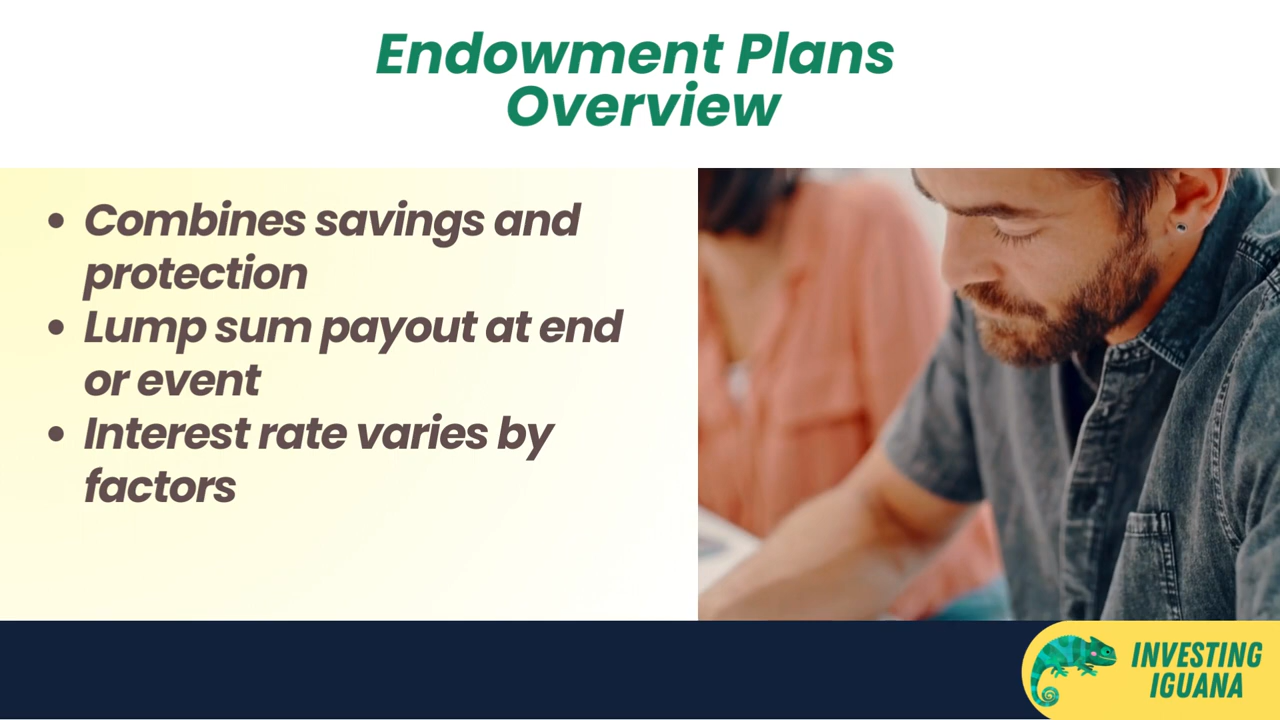 Endowment Plans
Overview
• Combines savings and
protection
• Lump sum payout at end
or event
• Interest rate varies by
factors
INVESTING
IGUANA